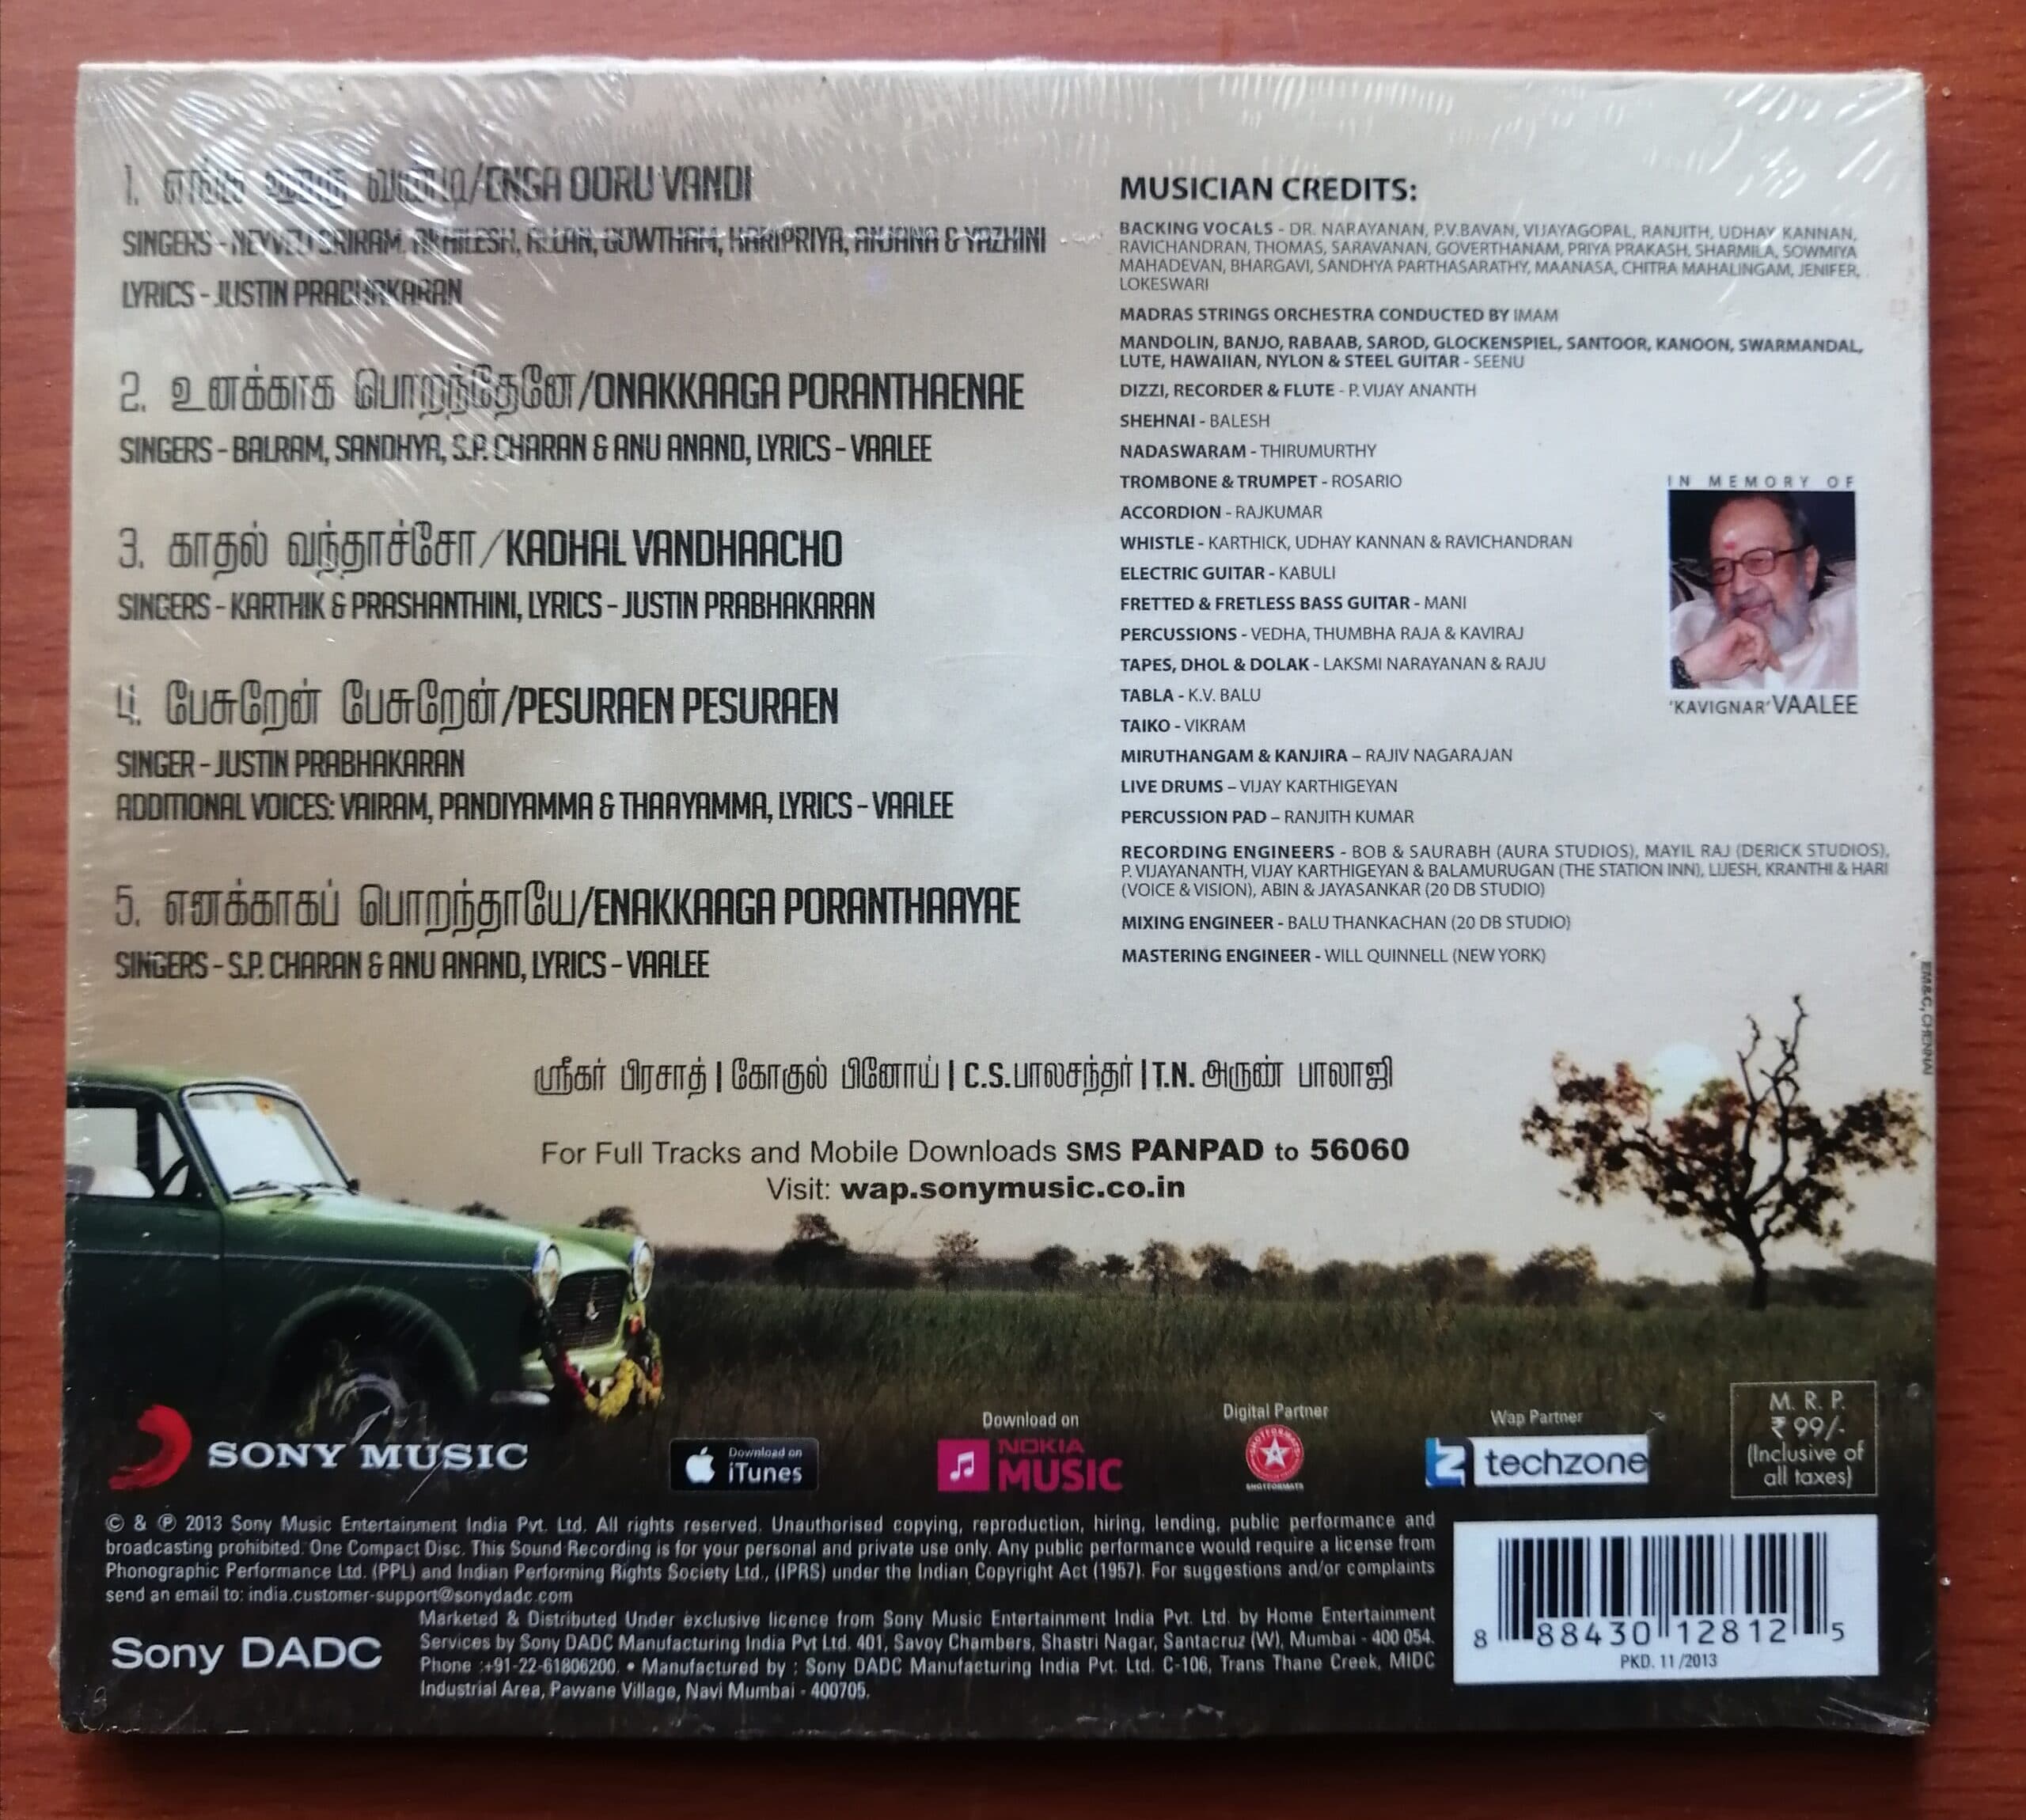 1. எங்க ஊரு வண்டி/ENGA OORU VANDI
SINGERS - NEYVELI SRIRAM, AKHILESH, ALLAN, GOWTHAM, HARIPRIYA, ANJANA & YAZHINI
LYRICS - JUSTIN PRABHAKARAN
2. உனக்காக பொறந்தேனே/ONAKKAAGA PORANTHAENAE
SINGERS - BALRAM, SANDHYA, S.P. CHARAN & ANU ANAND, LYRICS - VAALEE
3. காதல் வந்தாச்சோ/KADHAL VANDHAACHO
SINGERS - KARTHIK & PRASHANTHINI, LYRICS - JUSTIN PRABHAKARAN
4. பேசுறேன் பேசுறேன்/PESURAEN PESURAEN
SINGER - JUSTIN PRABHAKARAN
ADDITIONAL VOICES: VAIRAM, PANDIYAMMA & THAAYAMMA, LYRICS - VAALEE
5. எனக்காகப் பொறந்தாயே/ENAKKAAGA PORANTHAAYAE
SINGERS - S.P. CHARAN & ANU ANAND, LYRICS - VAALEE
MUSICIAN CREDITS:
BACKING VOCALS - DR. NARAYANAN, P.V.BAVAN, VIJAYAGOPAL, RANJITH, UDHAY KANNAN,
RAVICHANDRAN, THOMAS, SARAVANAN, GOVERTHANAM, PRIYA PRAKASH, SHARMILA, SOWMIYA
MAHADEVAN, BHARGAVI, SANDHYA PARTHASARATHY, MAANASA, CHITRA MAHALINGAM, JENIFER,
LOKESWARI
MADRAS STRINGS ORCHESTRA CONDUCTED BY IMAM
MANDOLIN, BANJO, RABAAB, SAROD, GLOCKENSPIEL, SANTOOR, KANOON, SWARMANDAL,
LUTE, HAWAIIAN, NYLON & STEEL GUITAR - SEENU
DIZZI, RECORDER & FLUTE - P. VIJAY ANANTH
SHEHNAI - BALESH
NADASWARAM - THIRUMURTHY
TROMBONE & TRUMPET - ROSARIO
ACCORDION - RAJKUMAR
WHISTLE - KARTHICK, UDHAY KANNAN & RAVICHANDRAN
ELECTRIC GUITAR - KABULI
FRETTED & FRETLESS BASS GUITAR - MANI
PERCUSSIONS - VEDHA, THUMBHA RAJA & KAVIRAJ
TAPES, DHOL & DOLAK - LAKSMI NARAYANAN & RAJU
TABLA - K.V. BALU
TAIKO - VIKRAM
MIRUTHANGAM & KANJIRA – RAJIV NAGARAJAN
LIVE DRUMS – VIJAY KARTHIGEYAN
PERCUSSION PAD – RANJITH KUMAR
RECORDING ENGINEERS - BOB & SAURABH (AURA STUDIOS), MAYIL RAJ (DERICK STUDIOS),
P. VIJAYANANTH, VIJAY KARTHIGEYAN & BALAMURUGAN (THE STATION INN), LIJESH, KRANTHI & HARI
(VOICE & VISION), ABIN & JAYASANKAR (20 DB STUDIO)
MIXING ENGINEER - BALU THANKACHAN (20 DB STUDIO)
MASTERING ENGINEER - WILL QUINNELL (NEW YORK)
IN MEMORY OF
'KAVIGNAR' VAALEE
EM&C, CHENNAI
ஸ்ரீகர் பிரசாத் | கோகுல் பினோய் | C.S.பாலசந்தர் | T.N. அருண் பாலாஜி
For Full Tracks and Mobile Downloads SMS PANPAD to 56060
Visit: wap.sonymusic.co.in
SONY MUSIC
Download on
iTunes
Download on
NOKIA
MUSIC
Digital Partner
SHOTFORMATS
Wap Partner
techzone
M. R. P.
₹ 99/-
(Inclusive of
all taxes)
© & ℗ 2013 Sony Music Entertainment India Pvt. Ltd. All rights reserved. Unauthorised copying, reproduction, hiring, lending, public performance and
broadcasting prohibited. One Compact Disc. This Sound Recording is for your personal and private use only. Any public performance would require a license from
Phonographic Performance Ltd. (PPL) and Indian Performing Rights Society Ltd., (IPRS) under the Indian Copyright Act (1957). For suggestions and/or complaints
send an email to: india.customer-support@sonydadc.com
Sony DADC
Marketed & Distributed Under exclusive licence from Sony Music Entertainment India Pvt. Ltd. by Home Entertainment
Services by Sony DADC Manufacturing India Pvt Ltd. 401, Savoy Chambers, Shastri Nagar, Santacruz (W), Mumbai - 400 054.
Phone :+91-22-61806200. • Manufactured by : Sony DADC Manufacturing India Pvt. Ltd. C-106, Trans Thane Creek, MIDC
Industrial Area, Pawane Village, Navi Mumbai - 400705.
8 88430 12812 5
PKD. 11/2013